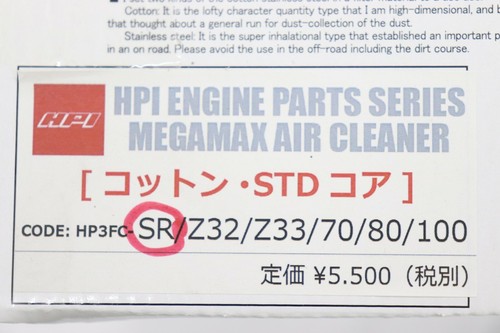 Cotton: It is the lofty character quantity type that I am high-dimensional, and b
that thought about a general run for dust-collection of the dust.
Stainless steel: It is the super inhalational type that established an important p
in an on road. Please avoid the use in the off-road including the dirt course.
HPI
HPI ENGINE PARTS SERIES
MEGAMAX AIR CLEANER
[ コットン・STD コア ]
CODE: HP3FC-SR/Z32/Z33/70/80/100
定価 ¥5.500（税別）